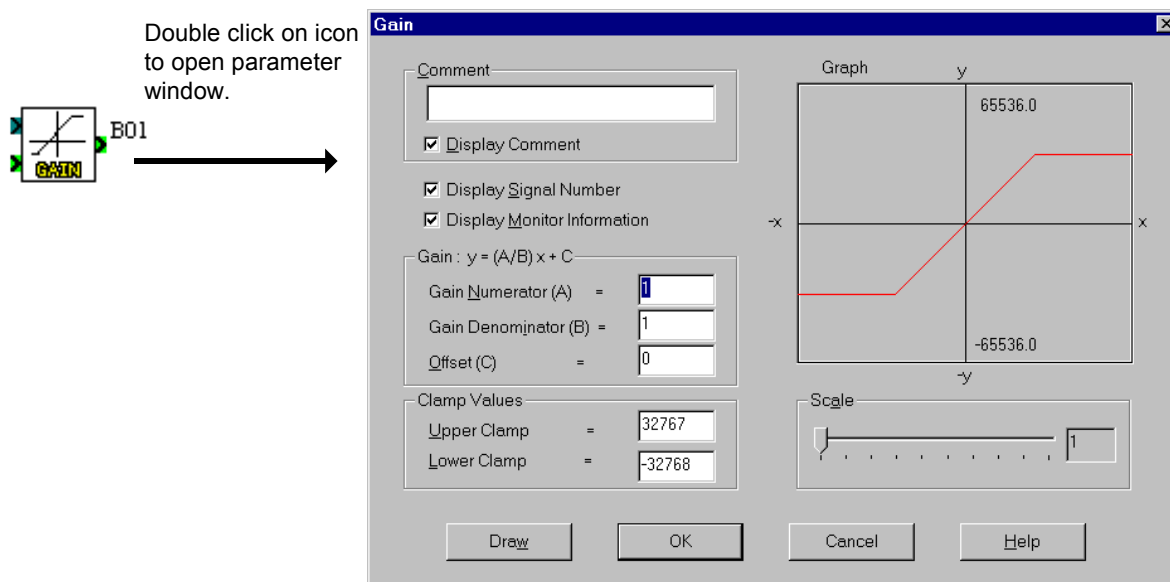 Double click on icon
to open parameter
window.
B01
GAIN
Gain
Comment
Display Comment
Display Signal Number
Display Monitor Information
Gain : y = (A/B) x + C
Gain Numerator (A) = 1
Gain Denominator (B) = 1
Offset (C) = 0
Clamp Values
Upper Clamp = 32767
Lower Clamp = -32768
Graph
y
65536.0
-x
x
-65536.0
-y
Scale
1
Draw
OK
Cancel
Help